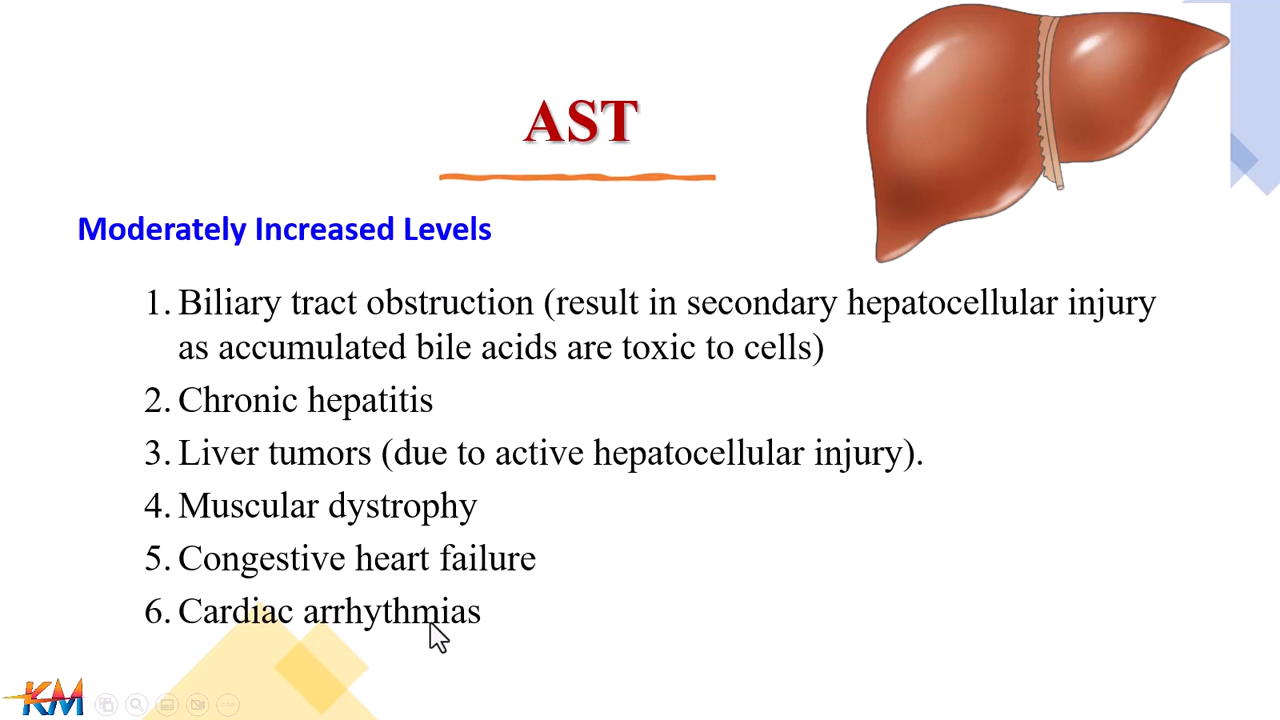 AST
Moderately Increased Levels
1. Biliary tract obstruction (result in secondary hepatocellular injury
as accumulated bile acids are toxic to cells)
2. Chronic hepatitis
3. Liver tumors (due to active hepatocellular injury).
4. Muscular dystrophy
5. Congestive heart failure
6. Cardiac arrhythmias
KM